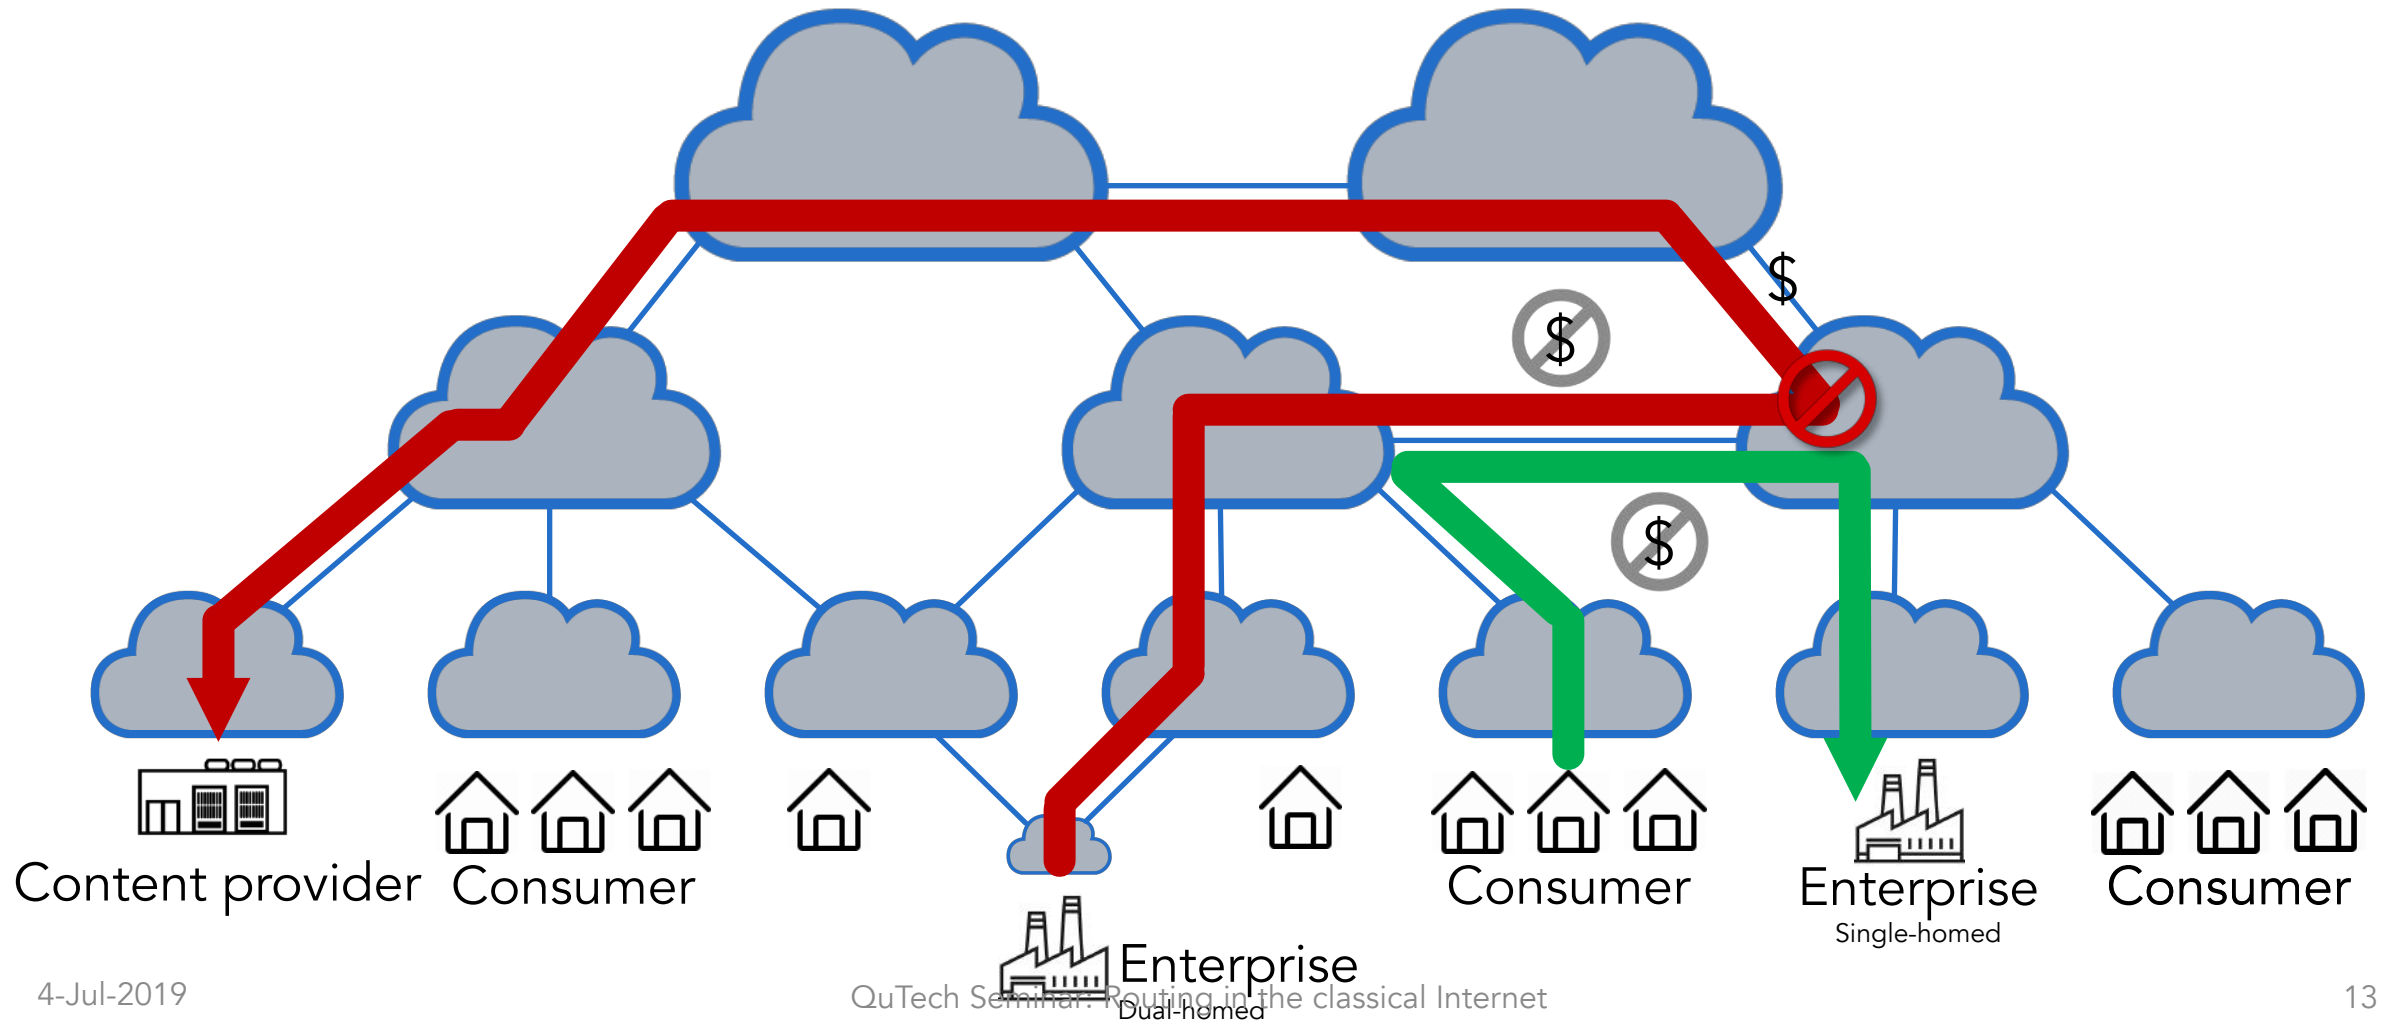 $
$
$
Content provider
Consumer
Consumer
Enterprise
Single-homed
Consumer
Enterprise
Dual-homed
4-Jul-2019
QuTech Seminar: Routing in the classical Internet
13